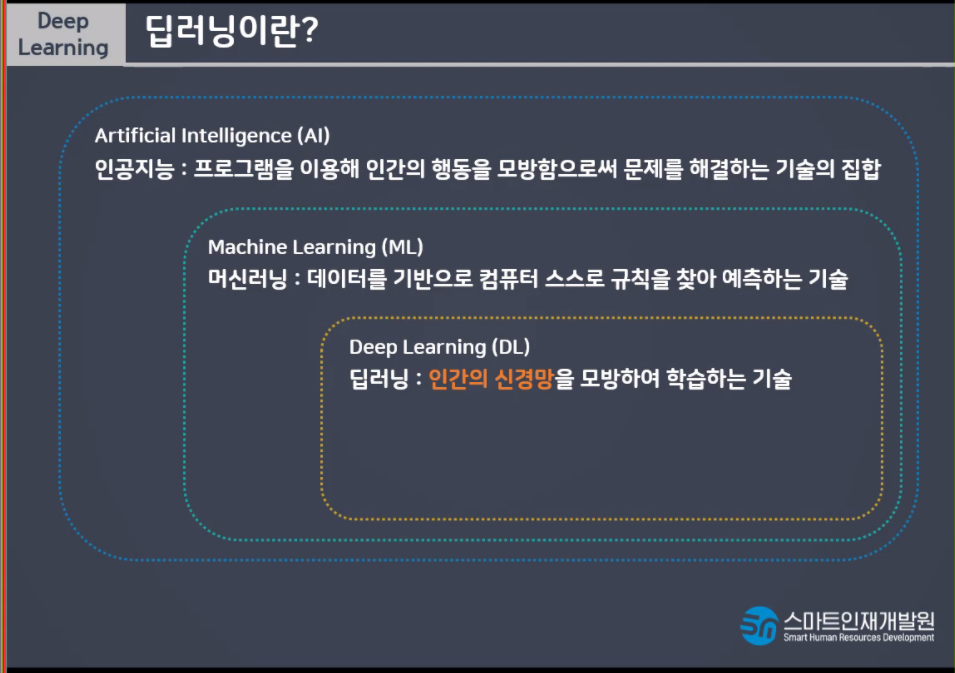 Deep
Learning
딥러닝이란?
Artificial Intelligence (AI)
인공지능 : 프로그램을 이용해 인간의 행동을 모방함으로써 문제를 해결하는 기술의 집합
Machine Learning (ML)
머신러닝 : 데이터를 기반으로 컴퓨터 스스로 규칙을 찾아 예측하는 기술
Deep Learning (DL)
딥러닝 : 인간의 신경망을 모방하여 학습하는 기술
스마트인재개발원
Smart Human Resources Development